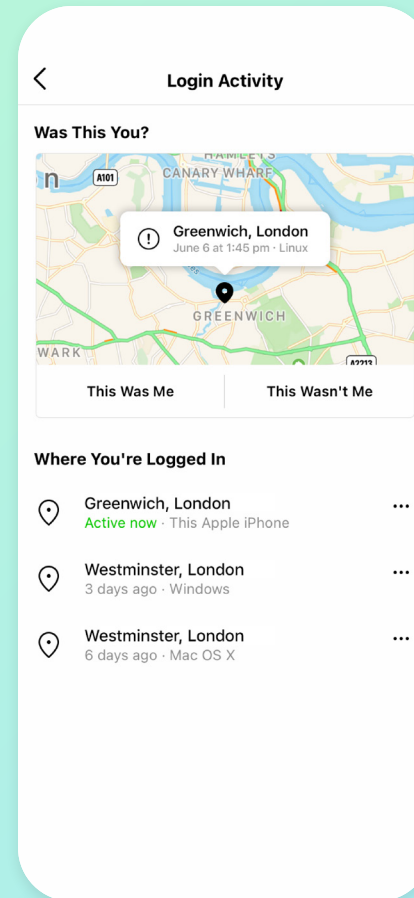 Login Activity
Was This You?
HAMLETS
n
A101
CANARY WHARF
Greenwich, London
June 6 at 1:45 pm · Linux
GREENWICH
WARK
A2213
This Was Me
This Wasn't Me
Where You're Logged In
Greenwich, London
Active now · This Apple iPhone
Westminster, London
3 days ago · Windows
Westminster, London
6 days ago · Mac OS X